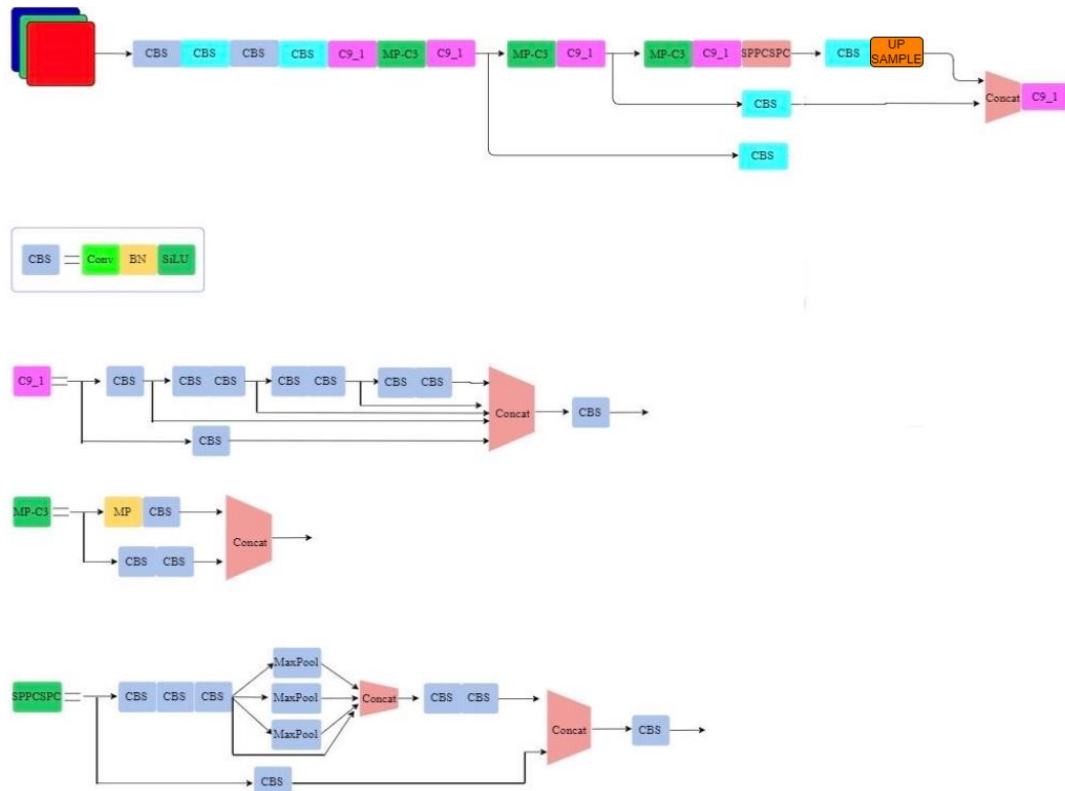 CBS CBS CBS CBS C9_1 MP-C3 C9_1 MP-C3 C9_1 MP-C3 C9_1 SPPCSPC CBS UP
SAMPLE
CBS Concat C9_1
CBS
CBS Conv BN SiLU
C9_1 CBS CBS CBS CBS CBS CBS CBS
Concat CBS
CBS
MP-C3 MP CBS
Concat
CBS CBS
MaxPool
SPPCSPC CBS CBS CBS MaxPool Concat CBS CBS
MaxPool Concat CBS
CBS